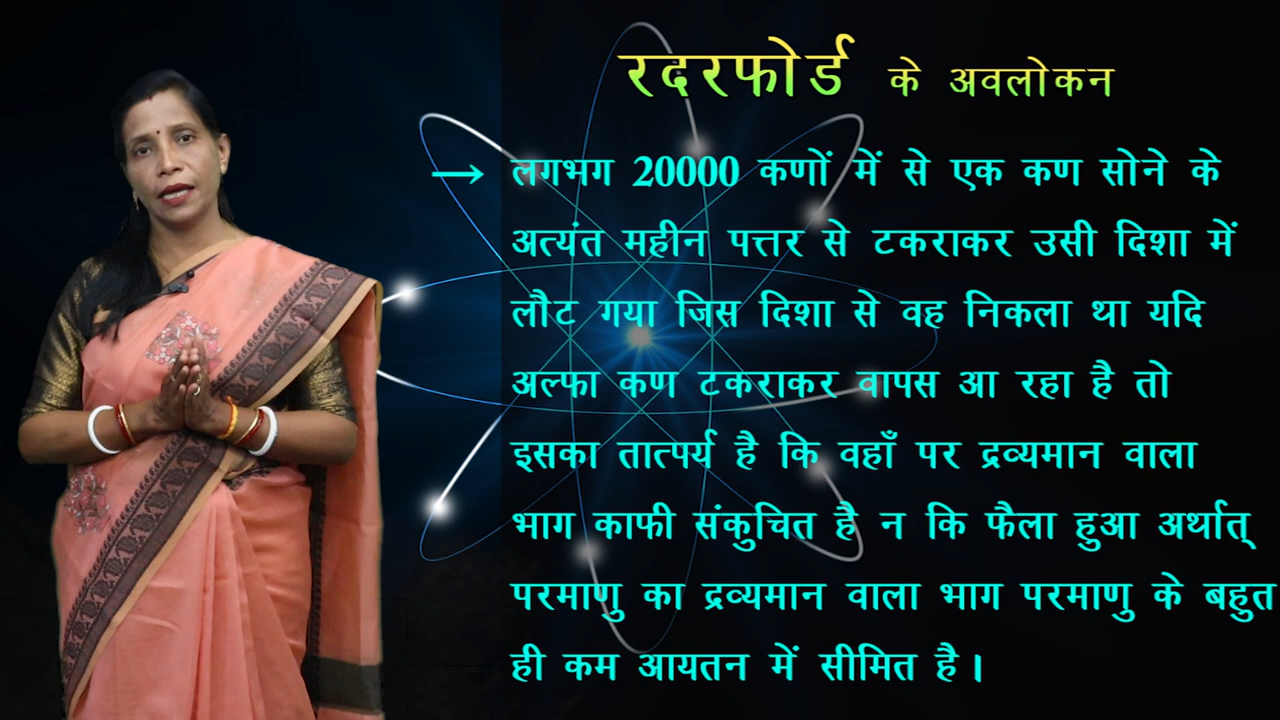 रदरफोर्ड के अवलोकन
→ लगभग 20000 कणों में से एक कण सोने के
अत्यंत महीन पत्तर से टकराकर उसी दिशा में
लौट गया जिस दिशा से वह निकला था यदि
अल्फा कण टकराकर वापस आ रहा है तो
इसका तात्पर्य है कि वहाँ पर द्रव्यमान वाला
भाग काफी संकुचित है न कि फैला हुआ अर्थात्
परमाणु का द्रव्यमान वाला भाग परमाणु के बहुत
ही कम आयतन में सीमित है।